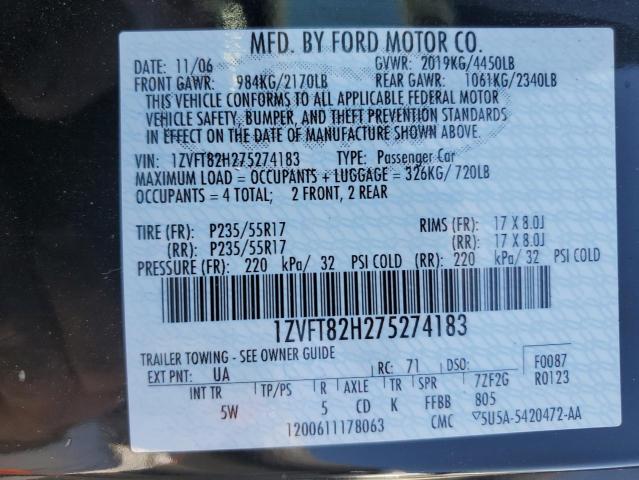 MFD. BY FORD MOTOR CO.
DATE: 11/06 GVWR: 2019KG/4450LB
FRONT GAWR: 984KG/2170LB REAR GAWR: 1061KG/2340LB
THIS VEHICLE CONFORMS TO ALL APPLICABLE FEDERAL MOTOR
VEHICLE SAFETY, BUMPER, AND THEFT PREVENTION STANDARDS
IN EFFECT ON THE DATE OF MANUFACTURE SHOWN ABOVE.
VIN: 1ZVFT82H275274183 TYPE: Passenger Car
MAXIMUM LOAD = OCCUPANTS + LUGGAGE = 326KG/ 720LB
OCCUPANTS = 4 TOTAL; 2 FRONT, 2 REAR
TIRE (FR): P235/55R17 RIMS (FR): 17 X 8.0J
(RR): P235/55R17 (RR): 17 X 8.0J
PRESSURE (FR): 220 kPa/ 32 PSI COLD (RR): 220 kPa/ 32 PSI COLD
1ZVFT82H275274183
TRAILER TOWING - SEE OWNER GUIDE
EXT PNT: UA RC: 71 DSO: F0087
INT TR TP/PS R AXLE TR SPR 7ZF2G R0123
5W 5 CD K FFBB 805
1200611178063 CMC 5U5A-5420472-AA